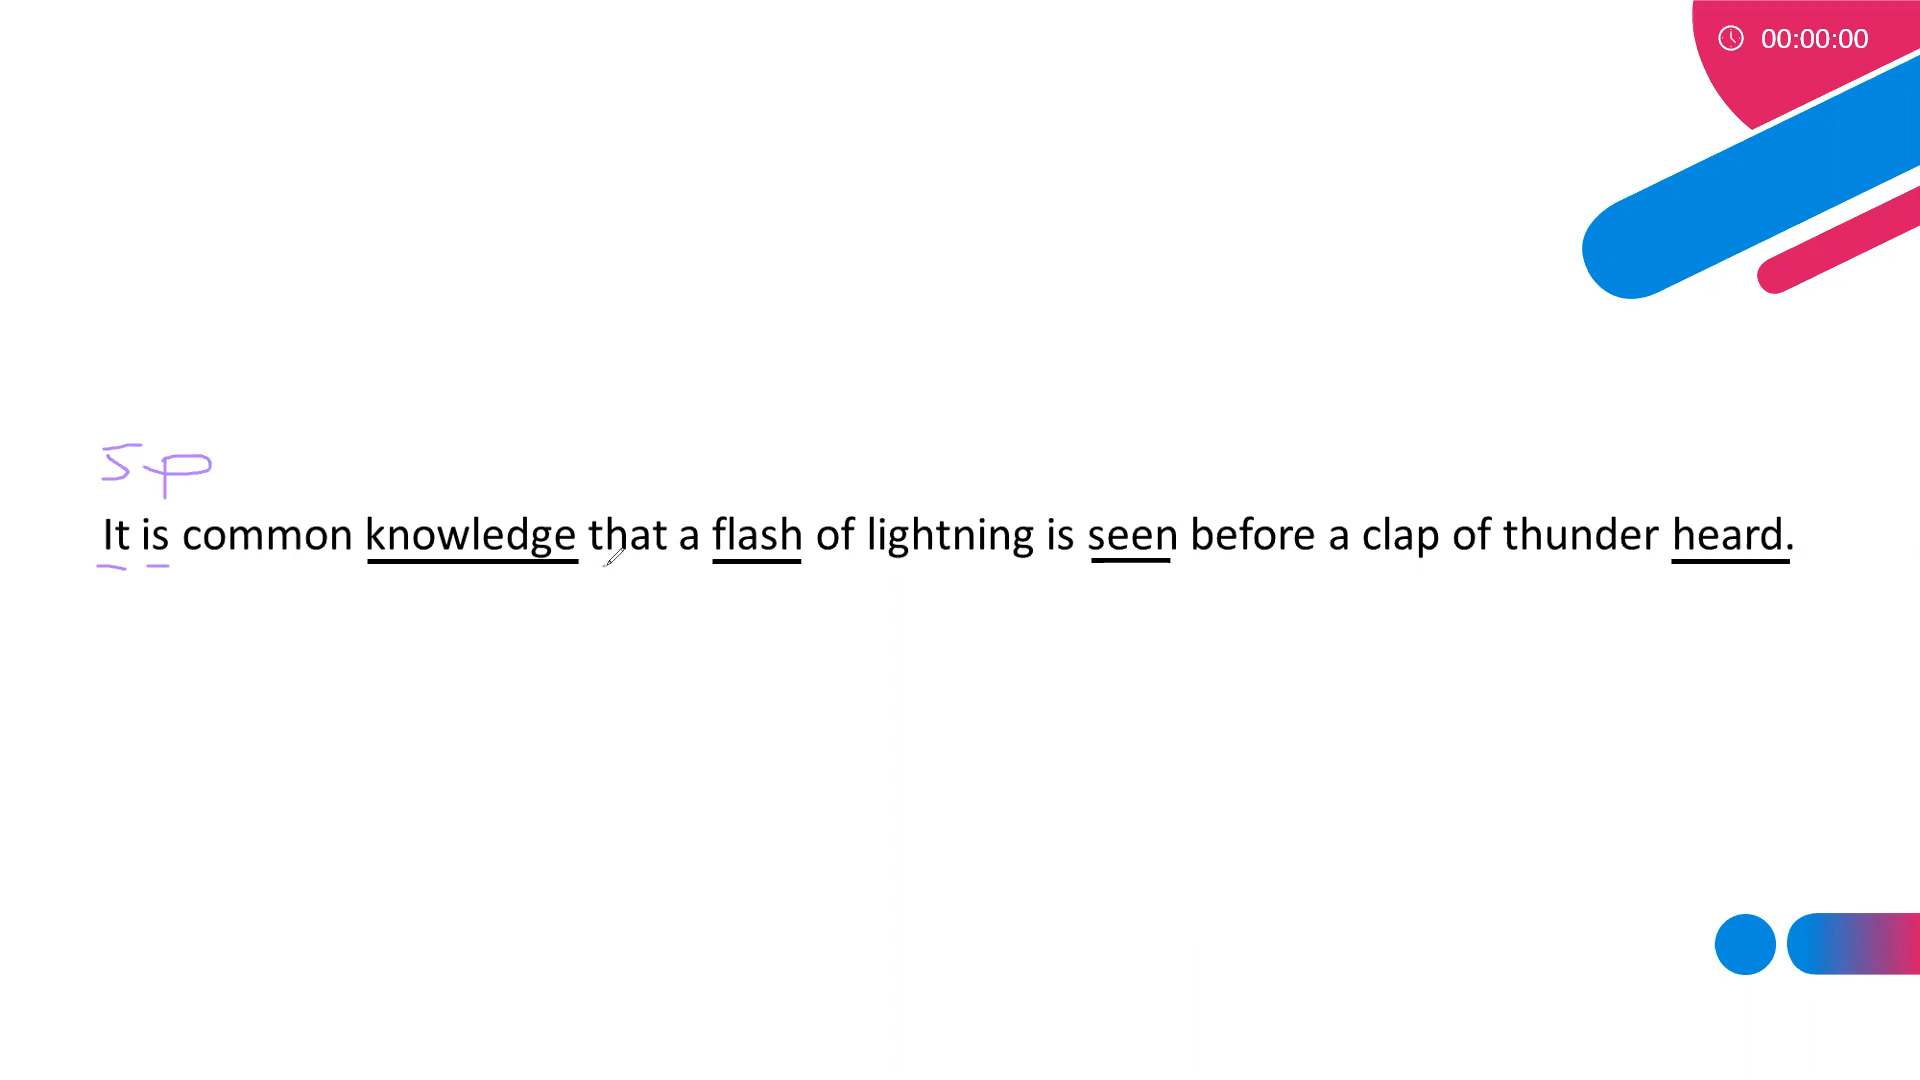 00:00:00
S P
It is common knowledge that a flash of lightning is seen before a clap of thunder heard.